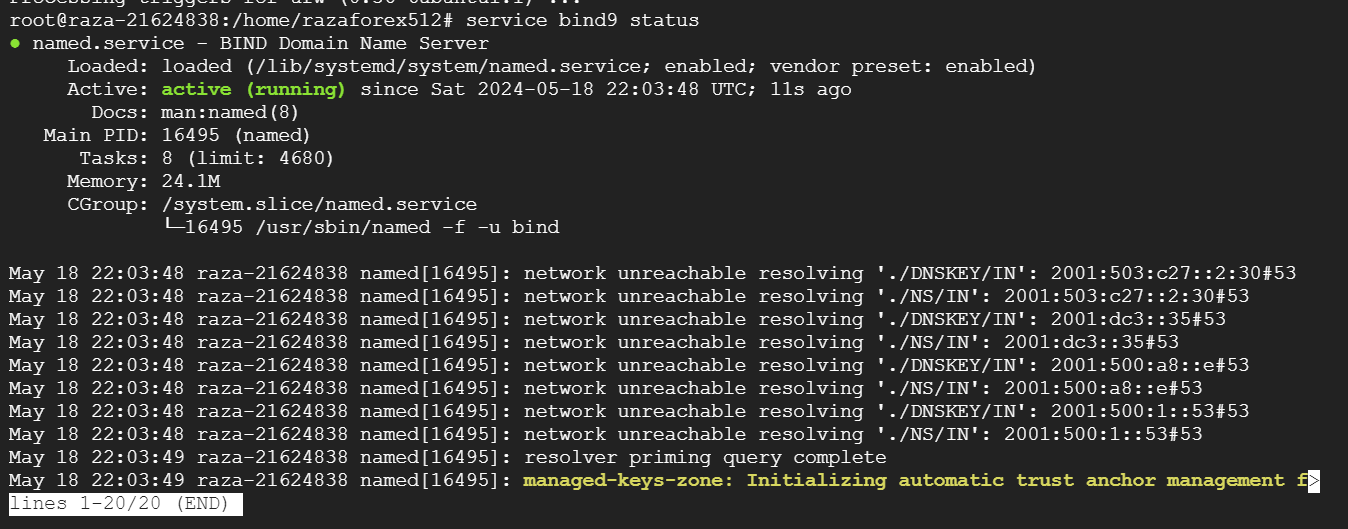 Processing triggers for ufw (0.36-0ubuntu0.1) ...
root@raza-21624838:/home/razaforex512# service bind9 status
● named.service - BIND Domain Name Server
Loaded: loaded (/lib/systemd/system/named.service; enabled; vendor preset: enabled)
Active: active (running) since Sat 2024-05-18 22:03:48 UTC; 11s ago
Docs: man:named(8)
Main PID: 16495 (named)
Tasks: 8 (limit: 4680)
Memory: 24.1M
CGroup: /system.slice/named.service
└─16495 /usr/sbin/named -f -u bind
May 18 22:03:48 raza-21624838 named[16495]: network unreachable resolving './DNSKEY/IN': 2001:503:c27::2:30#53
May 18 22:03:48 raza-21624838 named[16495]: network unreachable resolving './NS/IN': 2001:503:c27::2:30#53
May 18 22:03:48 raza-21624838 named[16495]: network unreachable resolving './DNSKEY/IN': 2001:dc3::35#53
May 18 22:03:48 raza-21624838 named[16495]: network unreachable resolving './NS/IN': 2001:dc3::35#53
May 18 22:03:48 raza-21624838 named[16495]: network unreachable resolving './DNSKEY/IN': 2001:500:a8::e#53
May 18 22:03:48 raza-21624838 named[16495]: network unreachable resolving './NS/IN': 2001:500:a8::e#53
May 18 22:03:48 raza-21624838 named[16495]: network unreachable resolving './DNSKEY/IN': 2001:500:1::53#53
May 18 22:03:48 raza-21624838 named[16495]: network unreachable resolving './NS/IN': 2001:500:1::53#53
May 18 22:03:49 raza-21624838 named[16495]: resolver priming query complete
May 18 22:03:49 raza-21624838 named[16495]: managed-keys-zone: Initializing automatic trust anchor management f>
lines 1-20/20 (END)